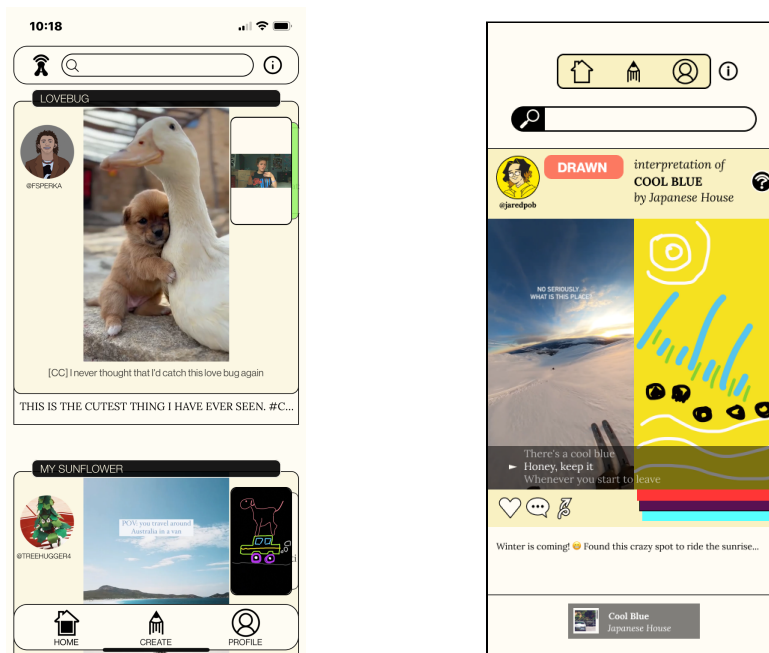 10:18
LOVEBUG
@FSPERKA
[CC] I never thought that I'd catch this love bug again
THIS IS THE CUTEST THING I HAVE EVER SEEN. #C...
MY SUNFLOWER
@TREEHUGGER4
POV: you travel around
Australia in a van
HOME
CREATE
PROFILE
@jaredpob
DRAWN
interpretation of
COOL BLUE
by Japanese House
NO SERIOUSLY
WHAT IS THIS PLACE
There's a cool blue
Honey, keep it
Whenever you start to leave
Winter is coming! Found this crazy spot to ride the sunrise...
Cool Blue
Japanese House